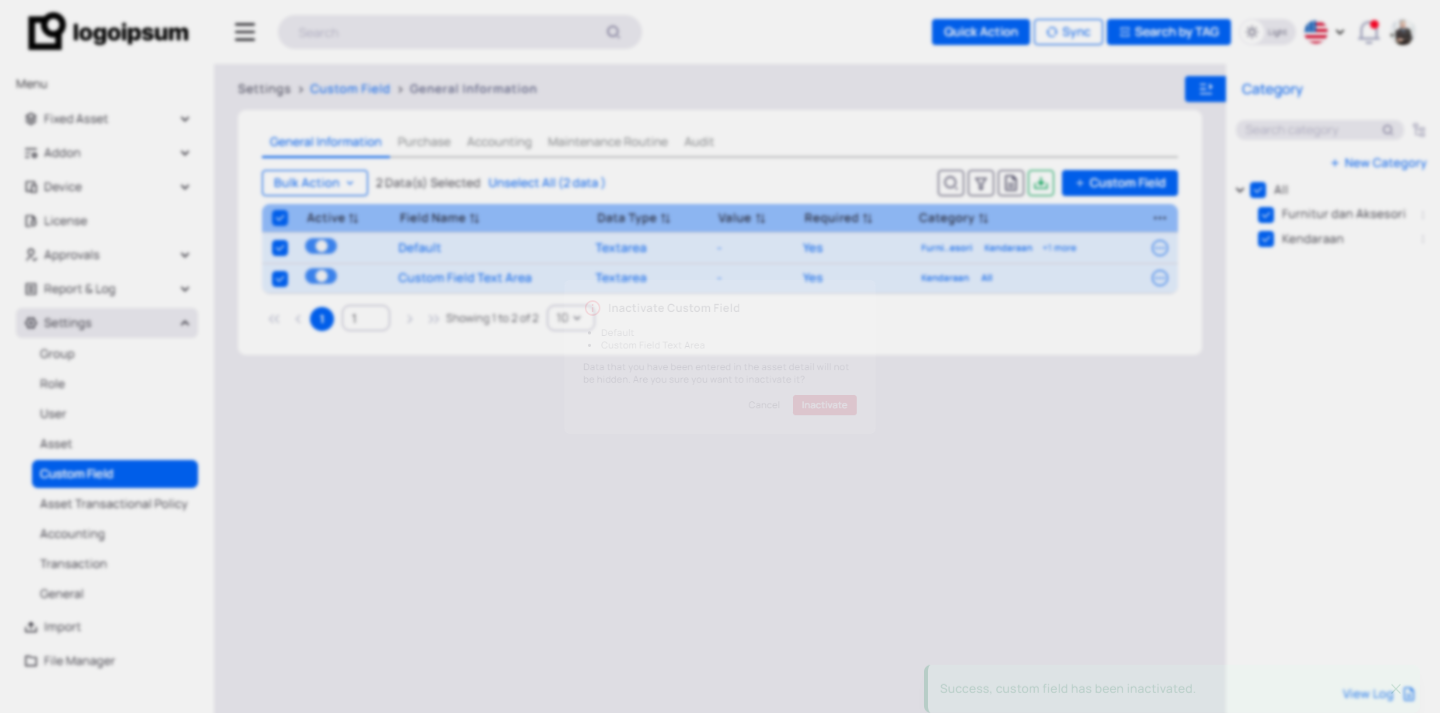 logoipsum
Search
Quick Action
Sync
Search by TAG
Light
Menu
Fixed Asset
Addon
Device
License
Approvals
Report & Log
Settings
Group
Role
User
Asset
Custom Field
Asset Transactional Policy
Accounting
Transaction
General
Import
File Manager
Settings > Custom Field > General Information
General Information Purchase Accounting Maintenance Routine Audit
Bulk Action 2 Data(s) Selected Unselect All (2 data )
+ Custom Field
Active Field Name Data Type Value Required Category
Default Textarea - Yes Furni. esori Kendaraan +1 more
Custom Field Text Area Textarea - Yes Kendaraan All
1 1 Showing 1 to 2 of 2 10
Inactivate Custom Field
• Default
• Custom Field Text Area
Data that you have been entered in the asset detail will not
be hidden. Are you sure you want to inactivate it?
Cancel Inactivate
Category
Search category
+ New Category
All
Furnitur dan Aksesori
Kendaraan
Success, custom field has been inactivated.
View Log